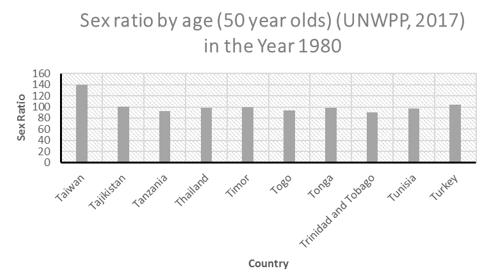 Sex ratio by age (50 year olds) (UNWPP, 2017)
in the Year 1980
Sex Ratio
160
140
120
100
80
60
40
20
0
Taiwan
Tajikistan
Tanzania
Thailand
Timor
Togo
Tonga
Trinidad and Tobago
Tunisia
Turkey
Country